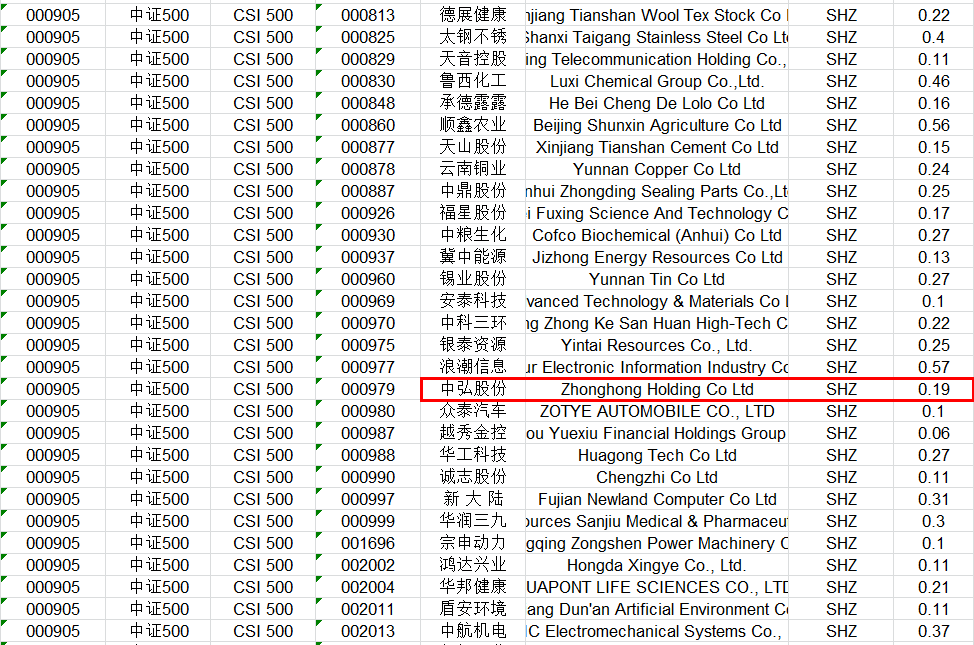 000905 中证500 CSI 500 000813 德展健康 njiang Tianshan Wool Tex Stock Co SHZ 0.22
000905 中证500 CSI 500 000825 太钢不锈 Shanxi Taigang Stainless Steel Co Lt SHZ 0.4
000905 中证500 CSI 500 000829 天音控股 ing Telecommunication Holding Co., SHZ 0.11
000905 中证500 CSI 500 000830 鲁西化工 Luxi Chemical Group Co.,Ltd. SHZ 0.46
000905 中证500 CSI 500 000848 承德露露 He Bei Cheng De Lolo Co Ltd SHZ 0.16
000905 中证500 CSI 500 000860 顺鑫农业 Beijing Shunxin Agriculture Co Ltd SHZ 0.56
000905 中证500 CSI 500 000877 天山股份 Xinjiang Tianshan Cement Co Ltd SHZ 0.15
000905 中证500 CSI 500 000878 云南铜业 Yunnan Copper Co Ltd SHZ 0.24
000905 中证500 CSI 500 000887 中鼎股份 nhui Zhongding Sealing Parts Co.,Lt SHZ 0.25
000905 中证500 CSI 500 000926 福星股份 i Fuxing Science And Technology C SHZ 0.17
000905 中证500 CSI 500 000930 中粮生化 Cofco Biochemical (Anhui) Co Ltd SHZ 0.27
000905 中证500 CSI 500 000937 冀中能源 Jizhong Energy Resources Co Ltd SHZ 0.13
000905 中证500 CSI 500 000960 锡业股份 Yunnan Tin Co Ltd SHZ 0.27
000905 中证500 CSI 500 000969 安泰科技 vanced Technology & Materials Co SHZ 0.1
000905 中证500 CSI 500 000970 中科三环 ng Zhong Ke San Huan High-Tech C SHZ 0.22
000905 中证500 CSI 500 000975 银泰资源 Yintai Resources Co., Ltd. SHZ 0.25
000905 中证500 CSI 500 000977 浪潮信息 ur Electronic Information Industry Co SHZ 0.57
000905 中证500 CSI 500 000979 中弘股份 Zhonghong Holding Co Ltd SHZ 0.19
000905 中证500 CSI 500 000980 众泰汽车 ZOTYE AUTOMOBILE CO., LTD SHZ 0.1
000905 中证500 CSI 500 000987 越秀金控 ou Yuexiu Financial Holdings Group SHZ 0.06
000905 中证500 CSI 500 000988 华工科技 Huagong Tech Co Ltd SHZ 0.27
000905 中证500 CSI 500 000990 诚志股份 Chengzhi Co Ltd SHZ 0.11
000905 中证500 CSI 500 000997 新 大 陆 Fujian Newland Computer Co Ltd SHZ 0.31
000905 中证500 CSI 500 000999 华润三九 ources Sanjiu Medical & Pharmaceu SHZ 0.3
000905 中证500 CSI 500 001696 宗申动力 gqing Zongshen Power Machinery C SHZ 0.1
000905 中证500 CSI 500 002002 鸿达兴业 Hongda Xingye Co., Ltd. SHZ 0.11
000905 中证500 CSI 500 002004 华邦健康 UAPONT LIFE SCIENCES CO., LTD SHZ 0.21
000905 中证500 CSI 500 002011 盾安环境 ang Dun'an Artificial Environment Co SHZ 0.11
000905 中证500 CSI 500 002013 中航机电 IC Electromechanical Systems Co., SHZ 0.37